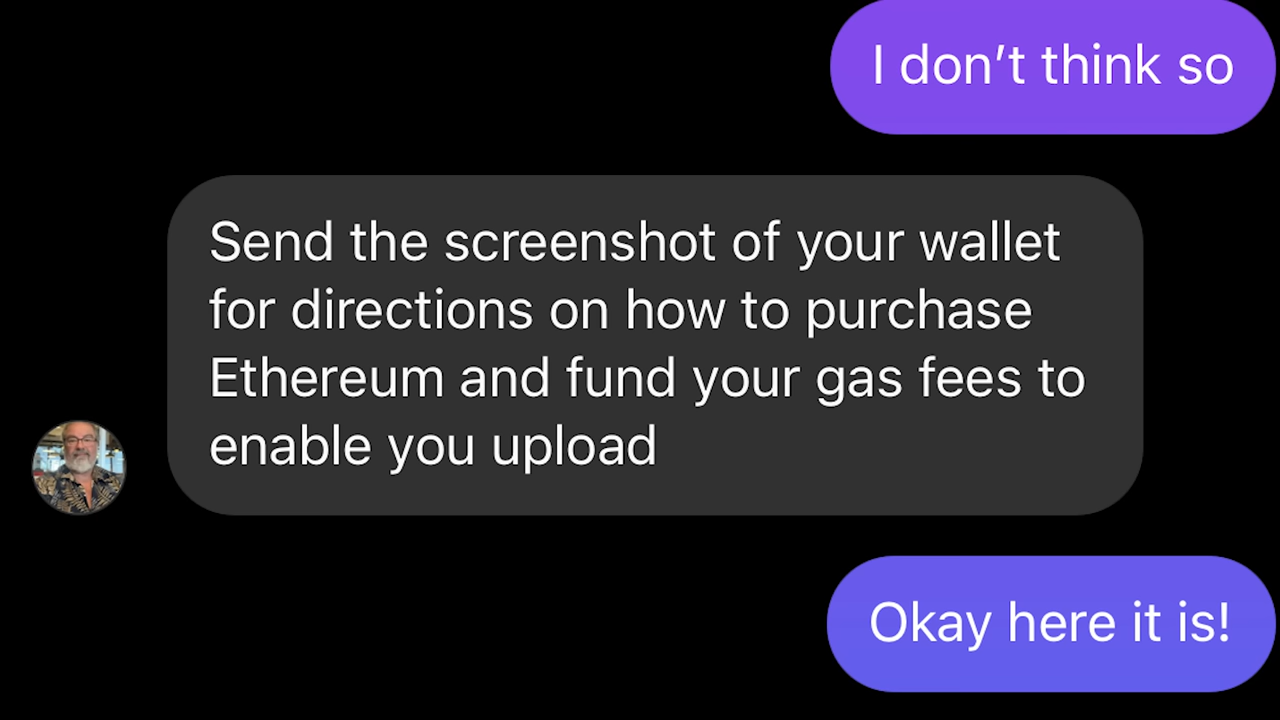 I don’t think so
Send the screenshot of your wallet
for directions on how to purchase
Ethereum and fund your gas fees to
enable you upload
Okay here it is!